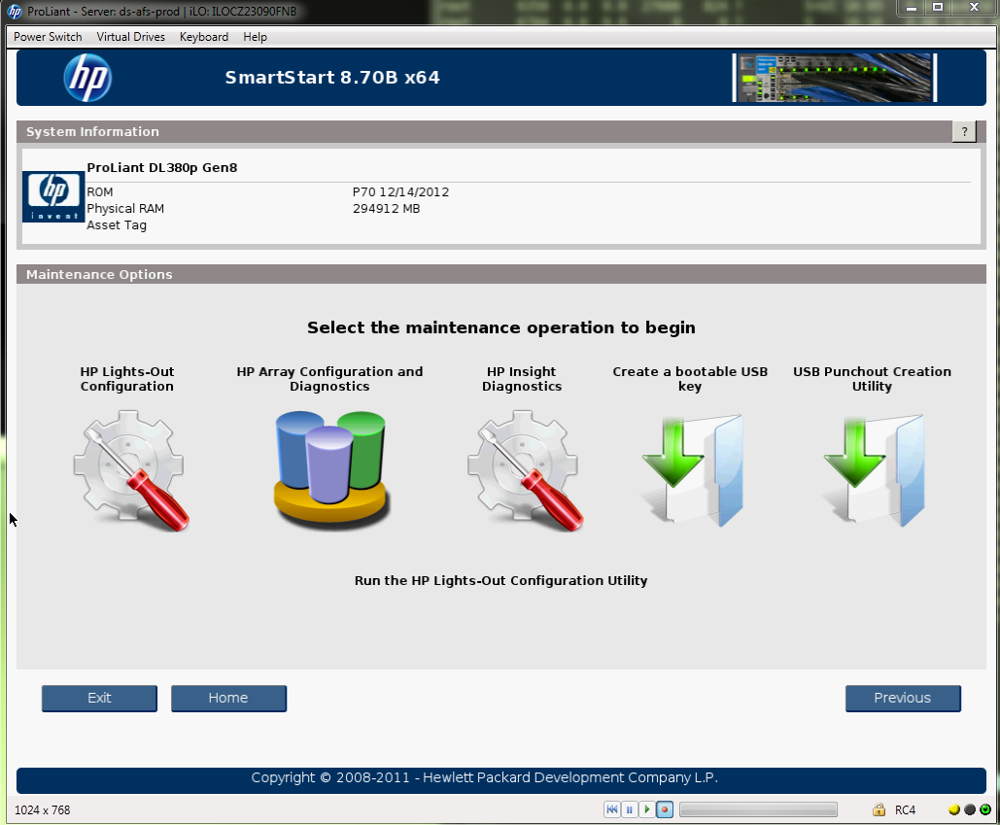 ProLiant - Server: ds-afs-prod | iLO: ILOCZ23090FNB
Power Switch Virtual Drives Keyboard Help
hp
SmartStart 8.70B x64
System Information
?
ProLiant DL380p Gen8
hp
invent
ROM P70 12/14/2012
Physical RAM 294912 MB
Asset Tag
Maintenance Options
Select the maintenance operation to begin
HP Lights-Out
Configuration
HP Array Configuration and
Diagnostics
HP Insight
Diagnostics
Create a bootable USB
key
USB Punchout Creation
Utility
Run the HP Lights-Out Configuration Utility
Exit Home Previous
Copyright © 2008-2011 - Hewlett Packard Development Company L.P.
1024 x 768 RC4